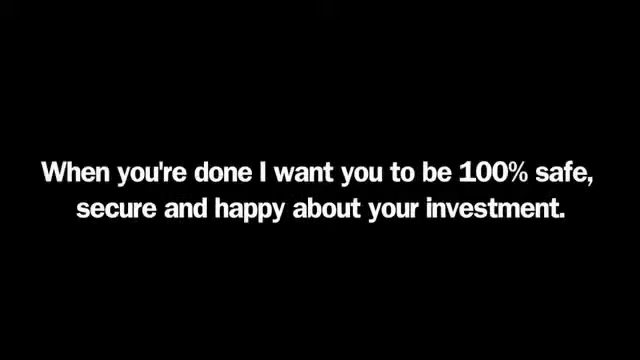 When you're done I want you to be 100% safe,
secure and happy about your investment.